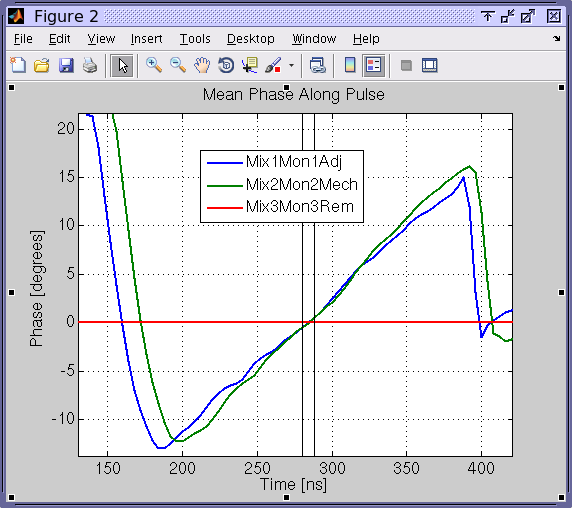 Figure 2
File Edit View Insert Tools Desktop Window Help
Mean Phase Along Pulse
20
15
10
5
0
-5
-10
Phase [degrees]
Mix1Mon1Adj
Mix2Mon2Mech
Mix3Mon3Rem
150 200 250 300 350 400
Time [ns]